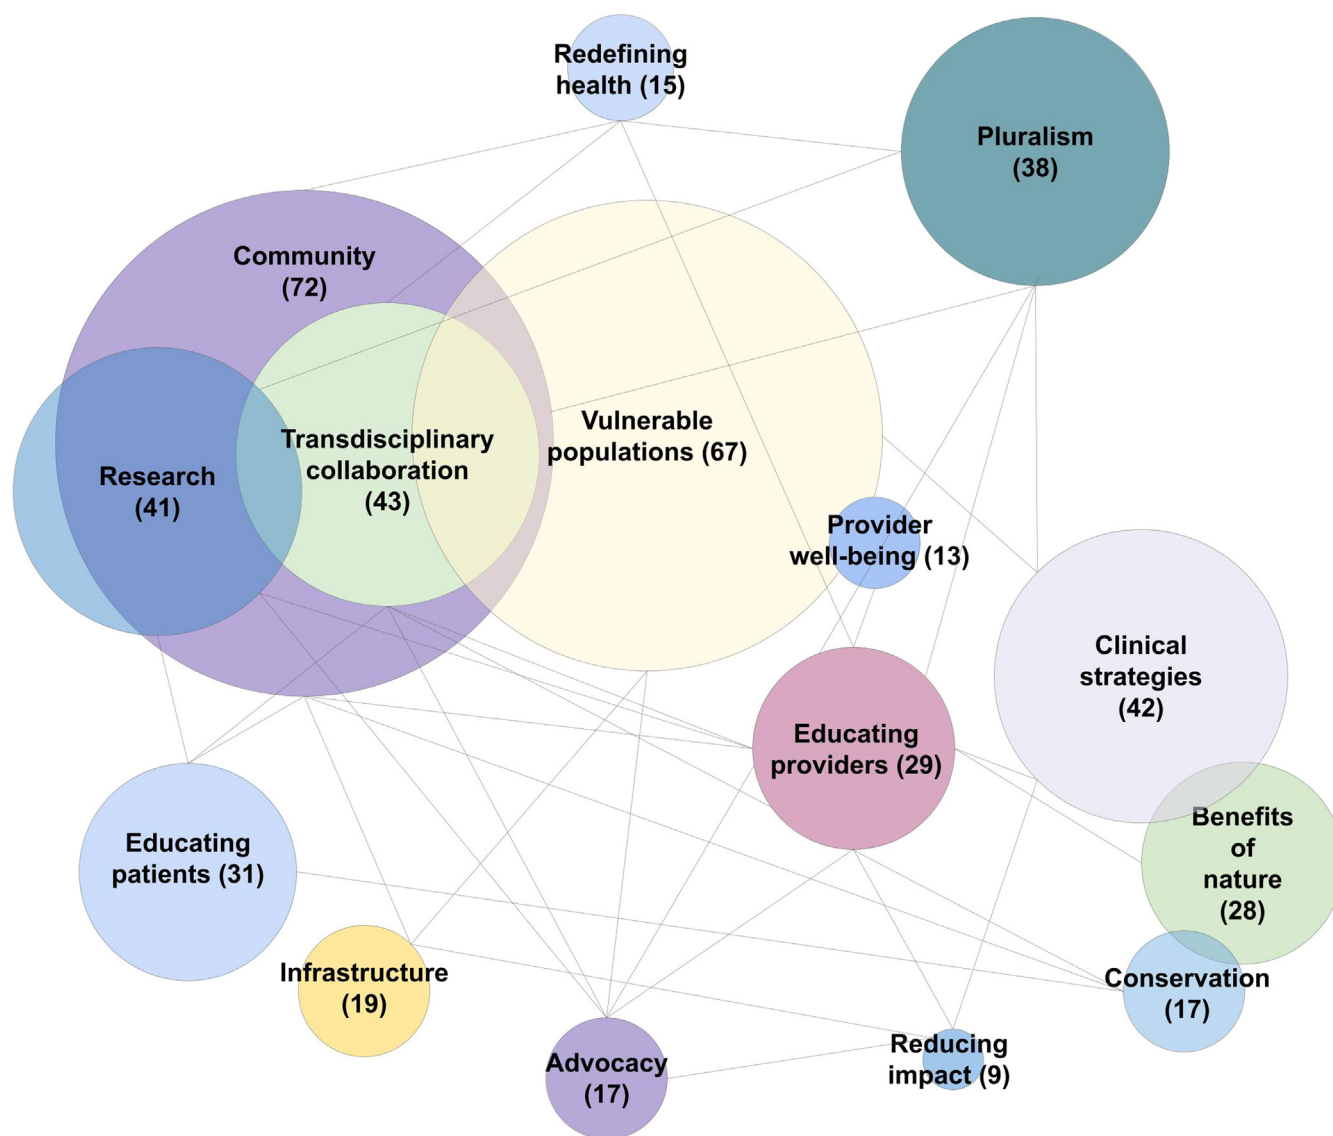 Redefining
health (15)
Pluralism
(38)
Community
(72)
Vulnerable
populations (67)
Transdisciplinary
collaboration
(43)
Research
(41)
Provider
well-being (13)
Clinical
strategies
(42)
Educating
providers (29)
Benefits
of
nature
(28)
Educating
patients (31)
Infrastructure
(19)
Conservation
(17)
Advocacy
(17)
Reducing
impact (9)